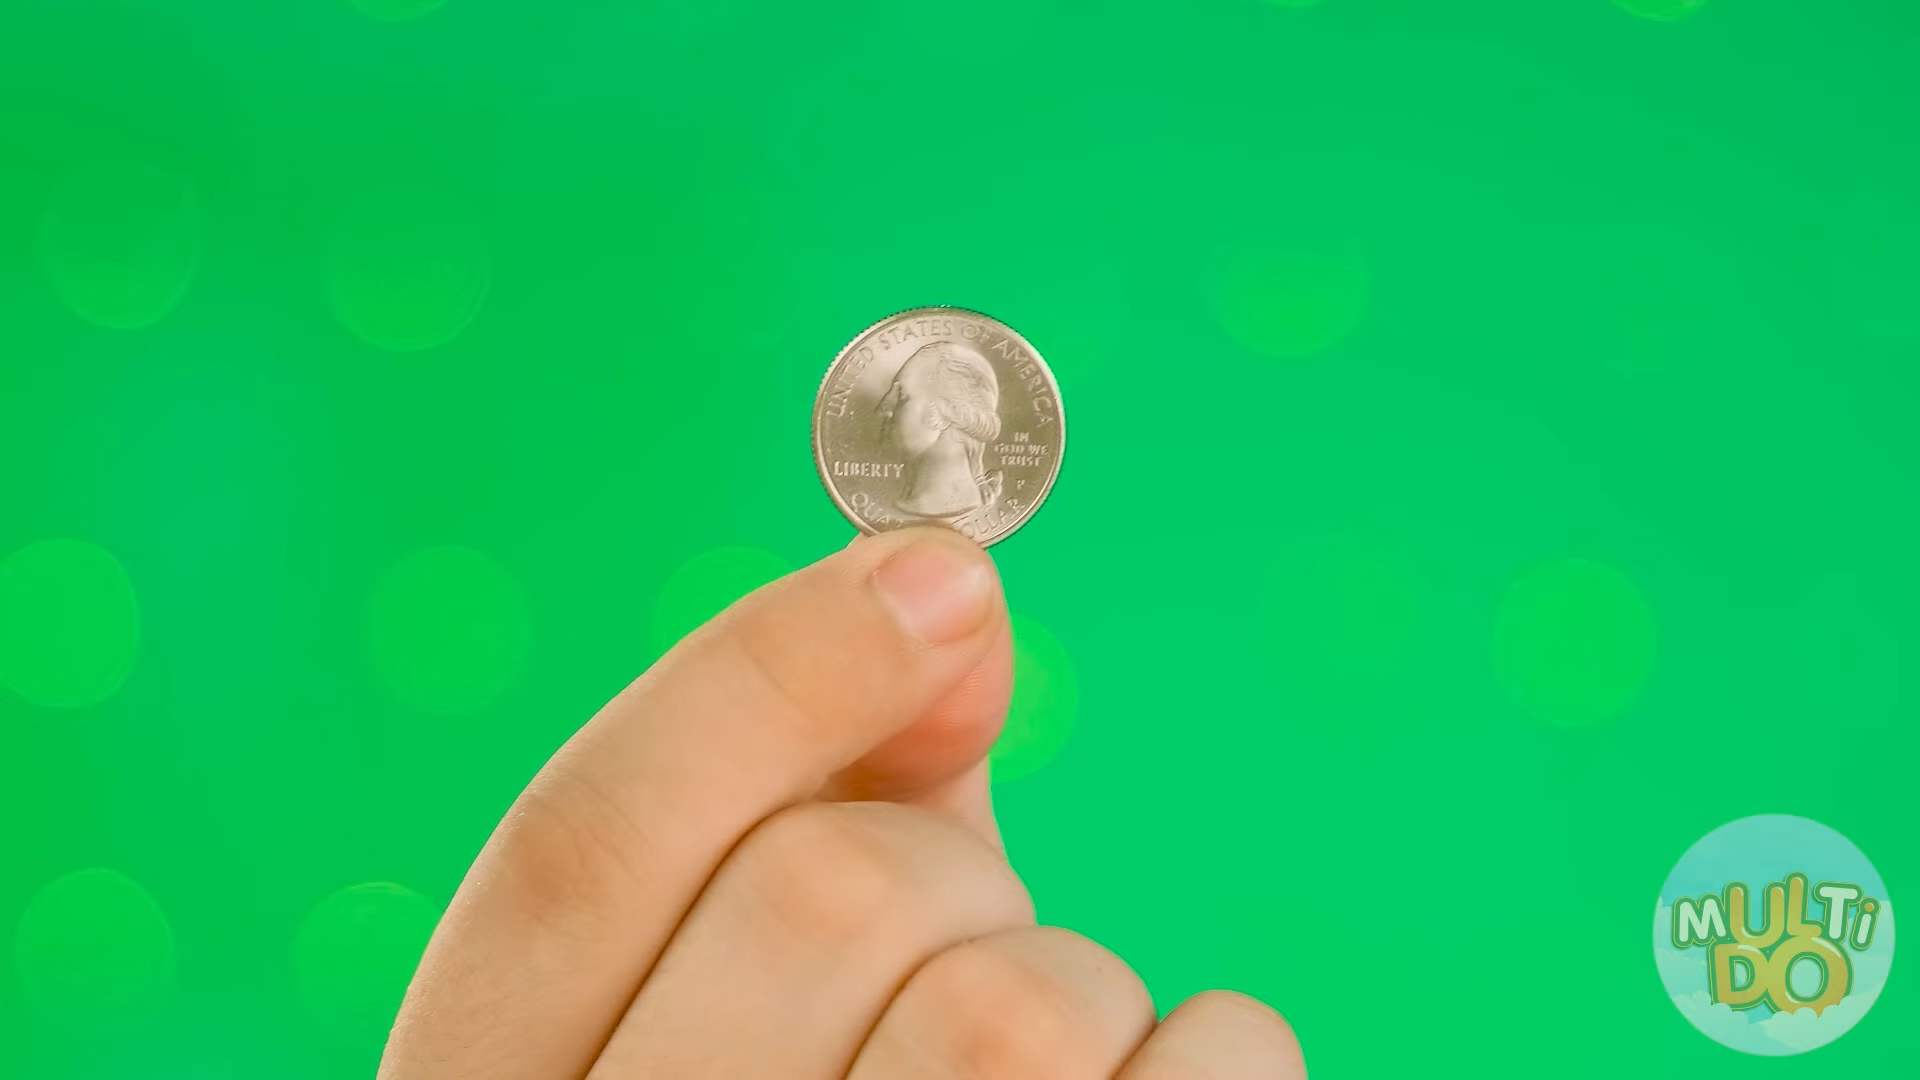 UNITED STATES OF AMERICA
LIBERTY
IN
GOD WE
TRUST
P
MULTi
DO